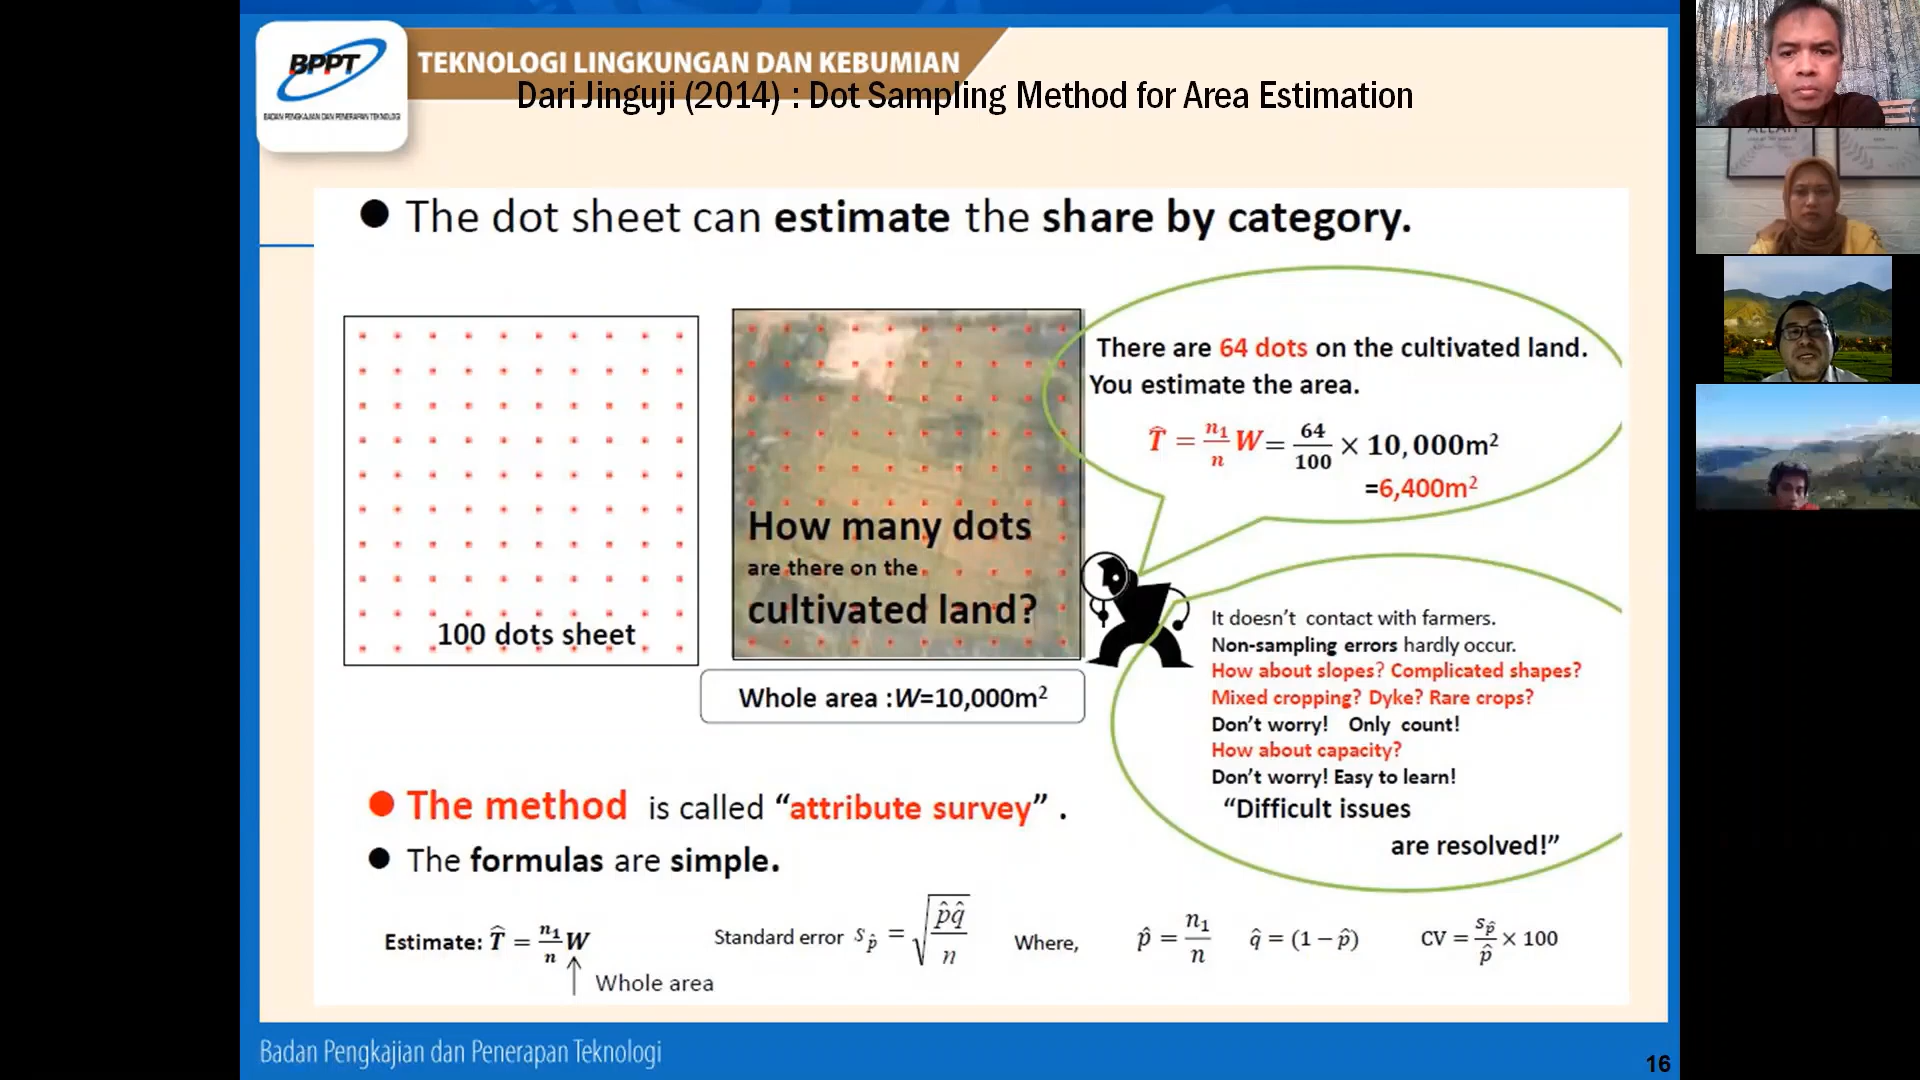 BPPT
BADAN PENGKAJIAN DAN PENERAPAN TEKNOLOGI
TEKNOLOGI LINGKUNGAN DAN KEBUMIAN
Dari Jinguji (2014) : Dot Sampling Method for Area Estimation
● The dot sheet can estimate the share by category.
100 dots sheet
How many dots
are there on the
cultivated land?
Whole area :W=10,000m²
There are 64 dots on the cultivated land.
You estimate the area.
T̂ = n₁/n W = 64/100 × 10,000m²
=6,400m²
It doesn't contact with farmers.
Non-sampling errors hardly occur.
How about slopes? Complicated shapes?
Mixed cropping? Dyke? Rare crops?
Don't worry! Only count!
How about capacity?
Don't worry! Easy to learn!
“Difficult issues
are resolved!”
● The method is called “attribute survey” .
● The formulas are simple.
Estimate: T̂ = n₁/n W
Whole area
Standard error s_p̂ = √(p̂q̂/n) Where, p̂ = n₁/n q̂ = (1 − p̂) CV = s_p̂/p̂ × 100
Badan Pengkajian dan Penerapan Teknologi
16
ALLAH